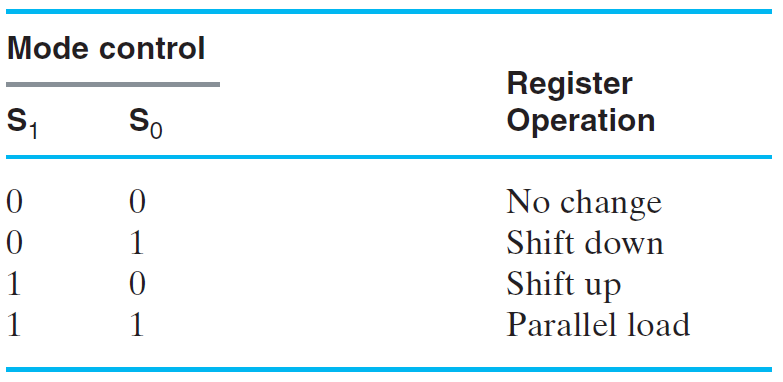 Mode control
Register
S₁ S₀ Operation
0 0 No change
0 1 Shift down
1 0 Shift up
1 1 Parallel load